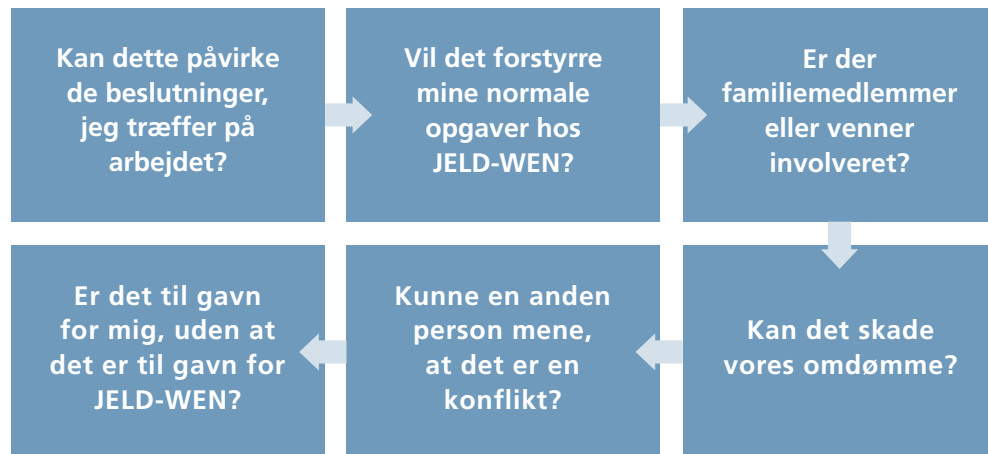 Kan dette påvirke
de beslutninger,
jeg træffer på
arbejdet?
Vil det forstyrre
mine normale
opgaver hos
JELD-WEN?
Er der
familiemedlemmer
eller venner
involveret?
Kan det skade
vores omdømme?
Kunne en anden
person mene,
at det er en
konflikt?
Er det til gavn
for mig, uden at
det er til gavn for
JELD-WEN?